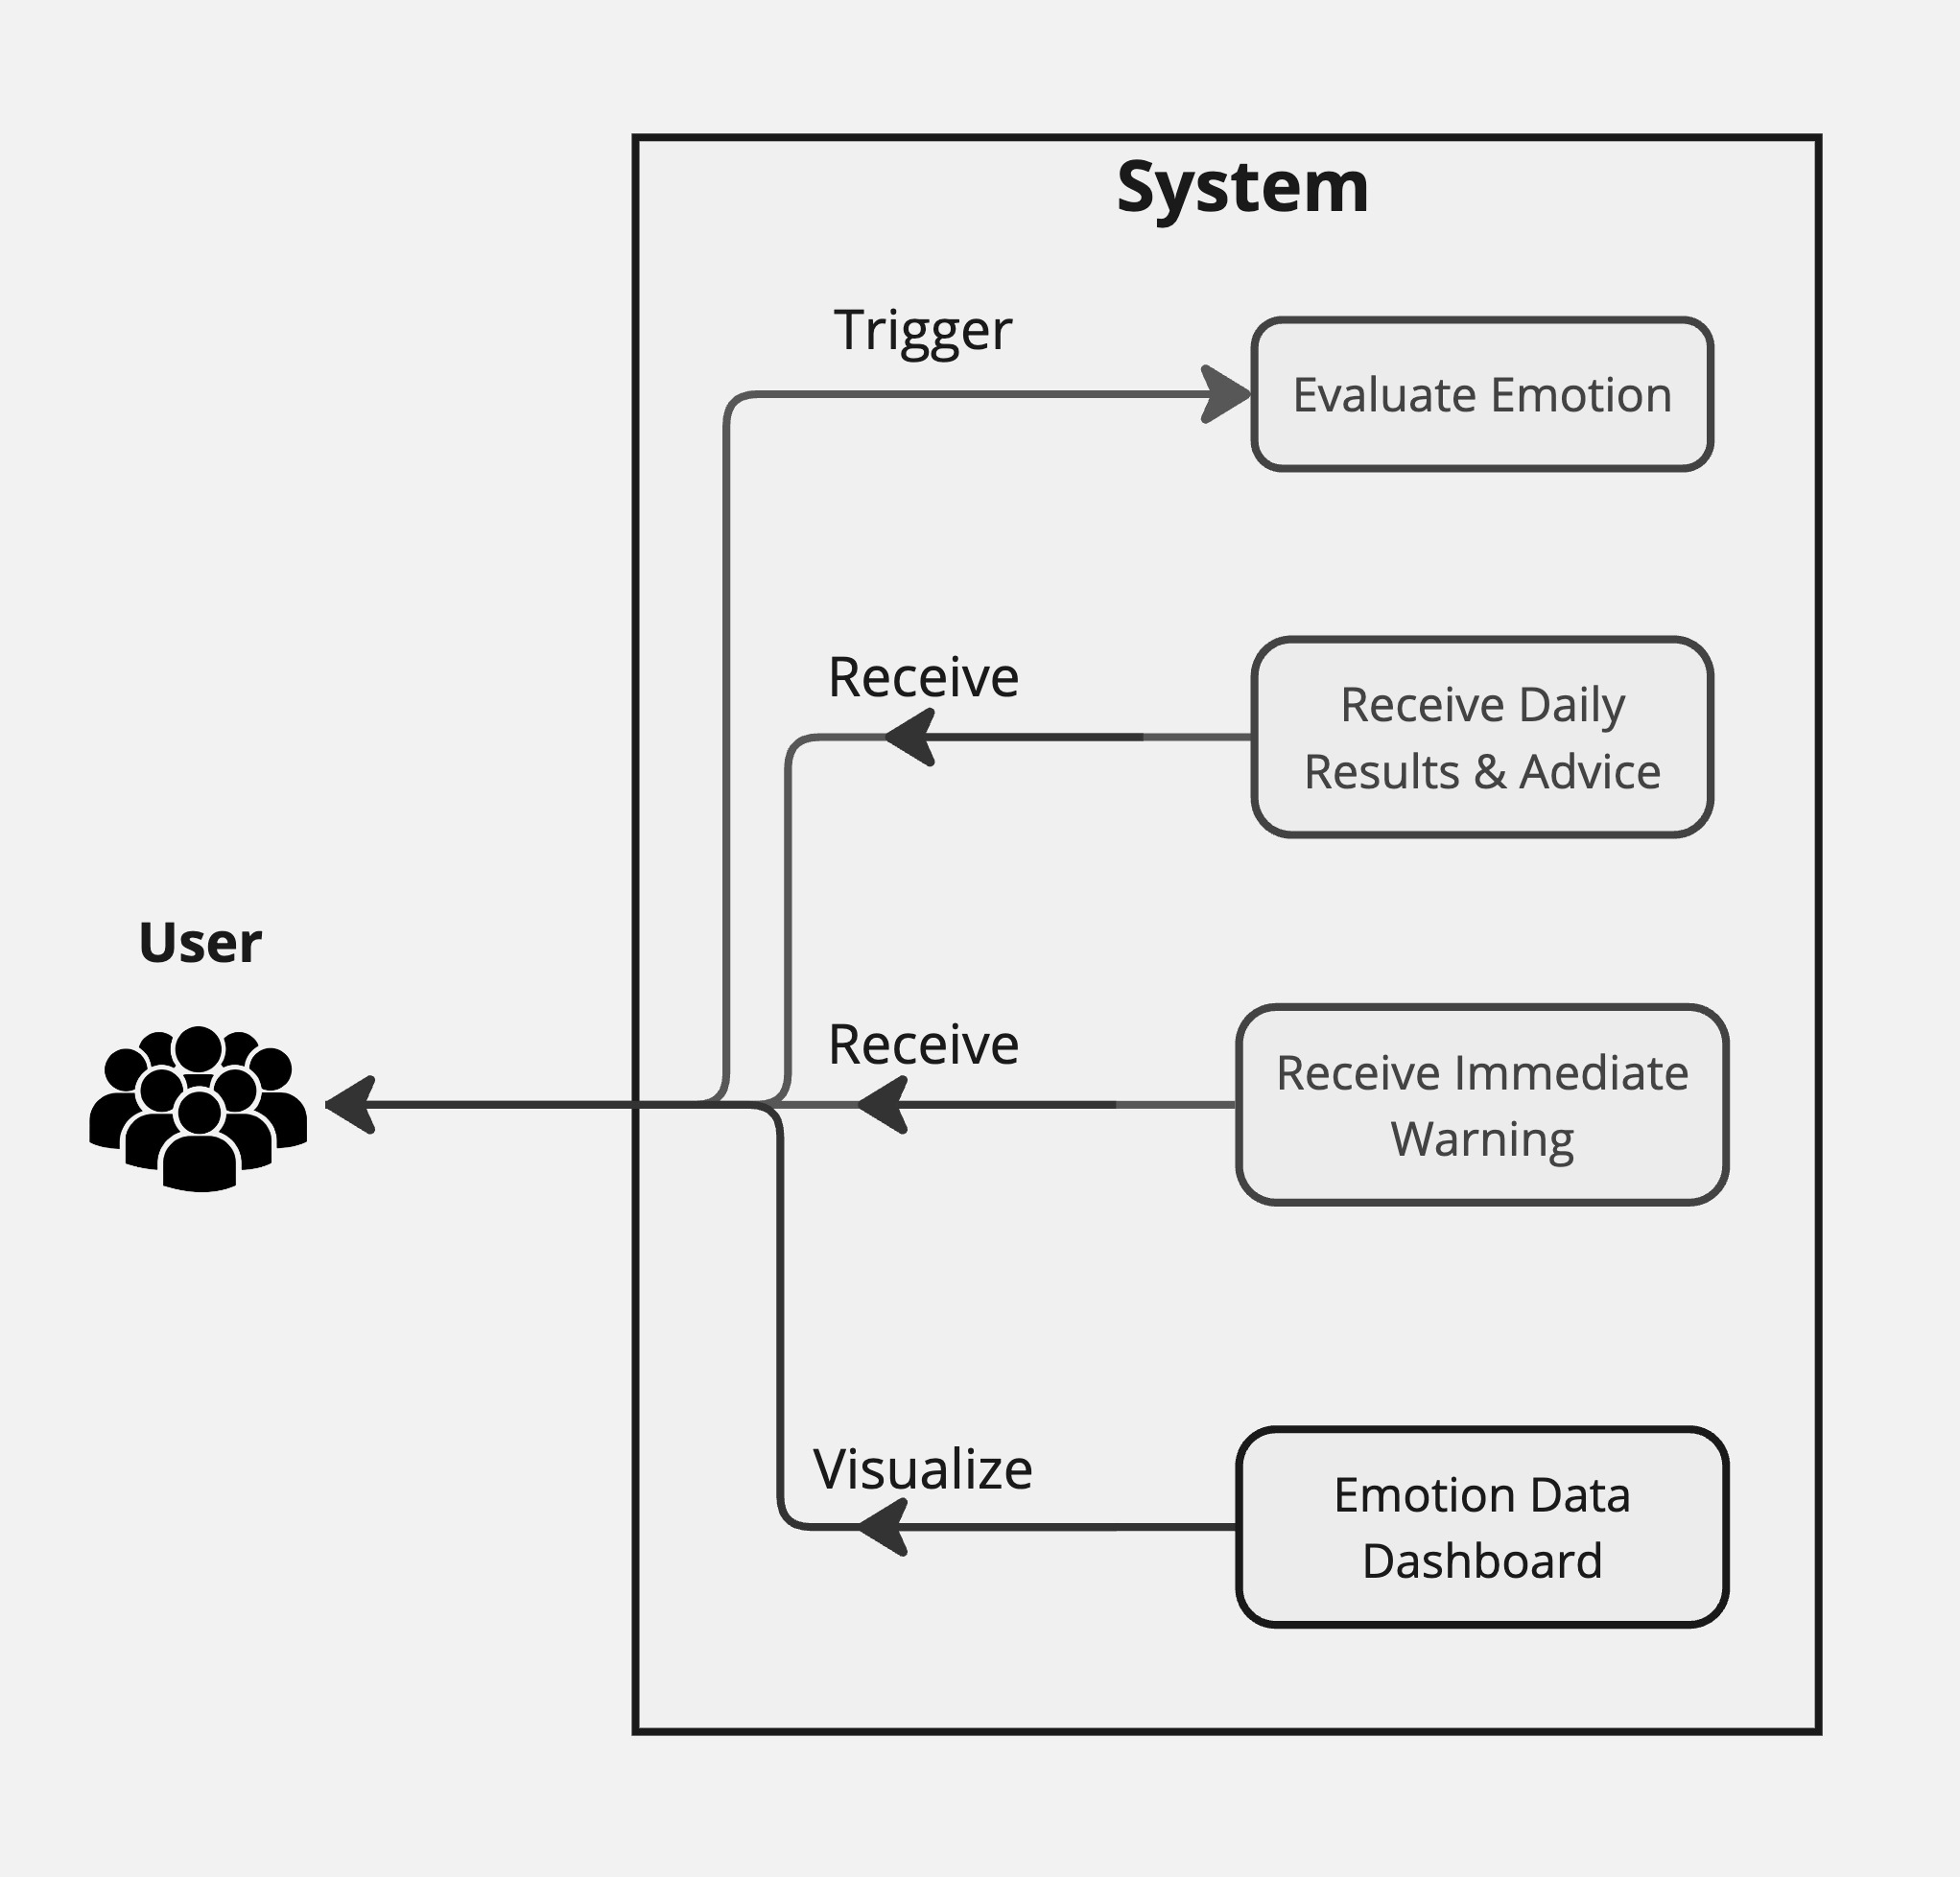 System
Trigger
Evaluate Emotion
Receive
Receive Daily
Results & Advice
User
Receive
Receive Immediate
Warning
Visualize
Emotion Data
Dashboard